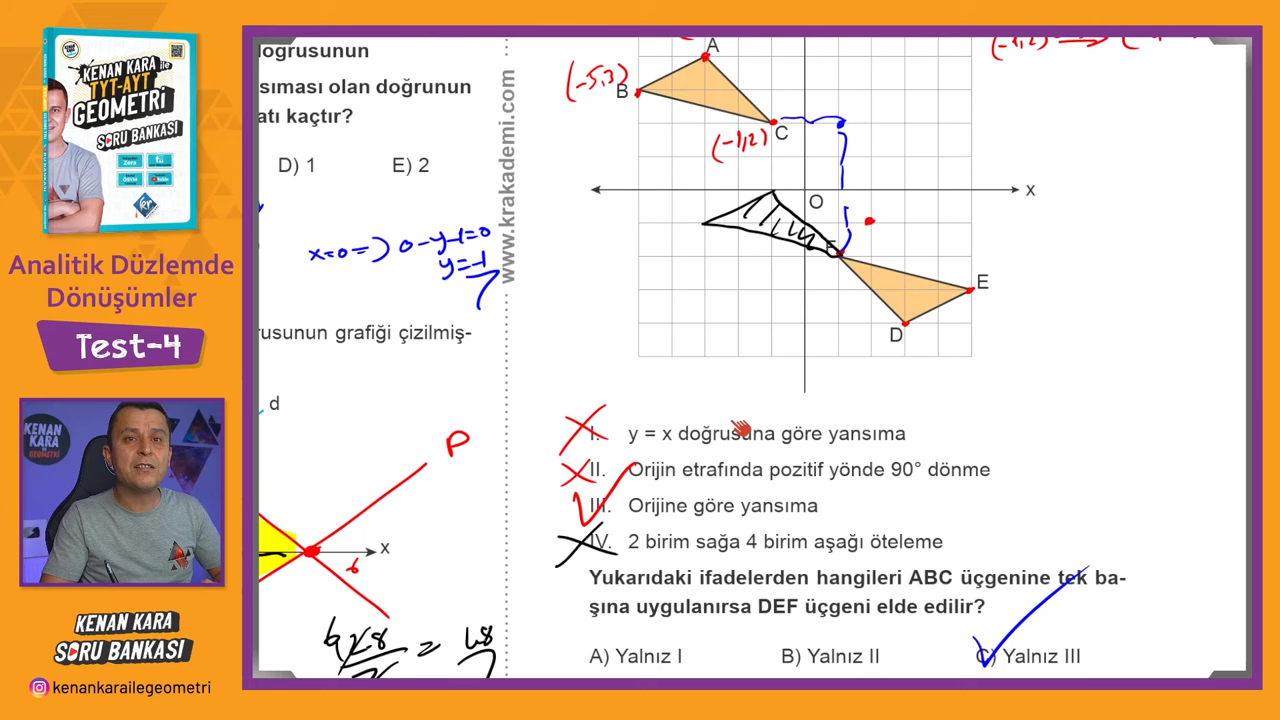 KENAN KARA ile
TYT-AYT
GEOMETRİ
SORU BANKASI
Analitik Düzlemde
Dönüşümler
Test-4
KENAN KARA
SORU BANKASI
kenankarailegeometri
doğrusunun
sıması olan doğrunun
atı kaçtır?
D) 1
E) 2
x=0 => 0-y-1=0
y=-1
rusunun grafiği çizilmiş-
d
P
x
6
www.krakademi.com
A
(-5,3)
B
(-1,2)
C
O
x
F
E
D
I. y = x doğrusuna göre yansıma
II. Orijin etrafında pozitif yönde 90° dönme
III. Orijine göre yansıma
IV. 2 birim sağa 4 birim aşağı öteleme
Yukarıdaki ifadelerden hangileri ABC üçgenine tek ba-
şına uygulanırsa DEF üçgeni elde edilir?
A) Yalnız I
B) Yalnız II
C) Yalnız III